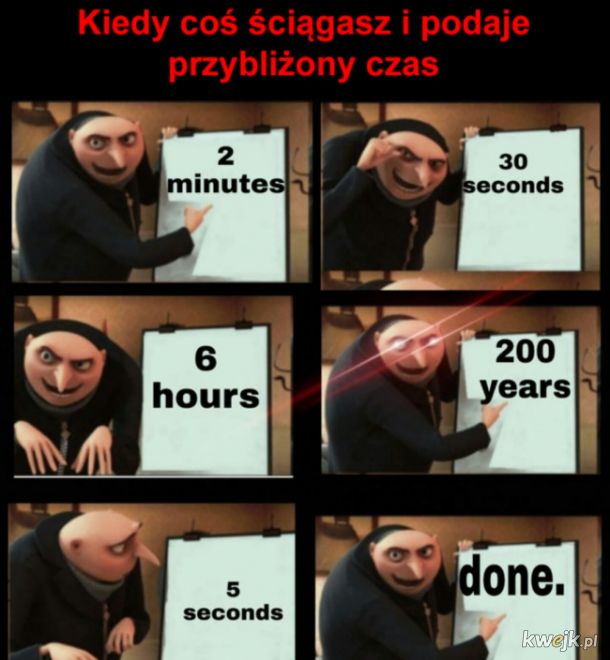 Kiedy coś ściągasz i podaje
przybliżony czas
2
minutes
30
seconds
6
hours
200
years
5
seconds
done.
kwejk.pl